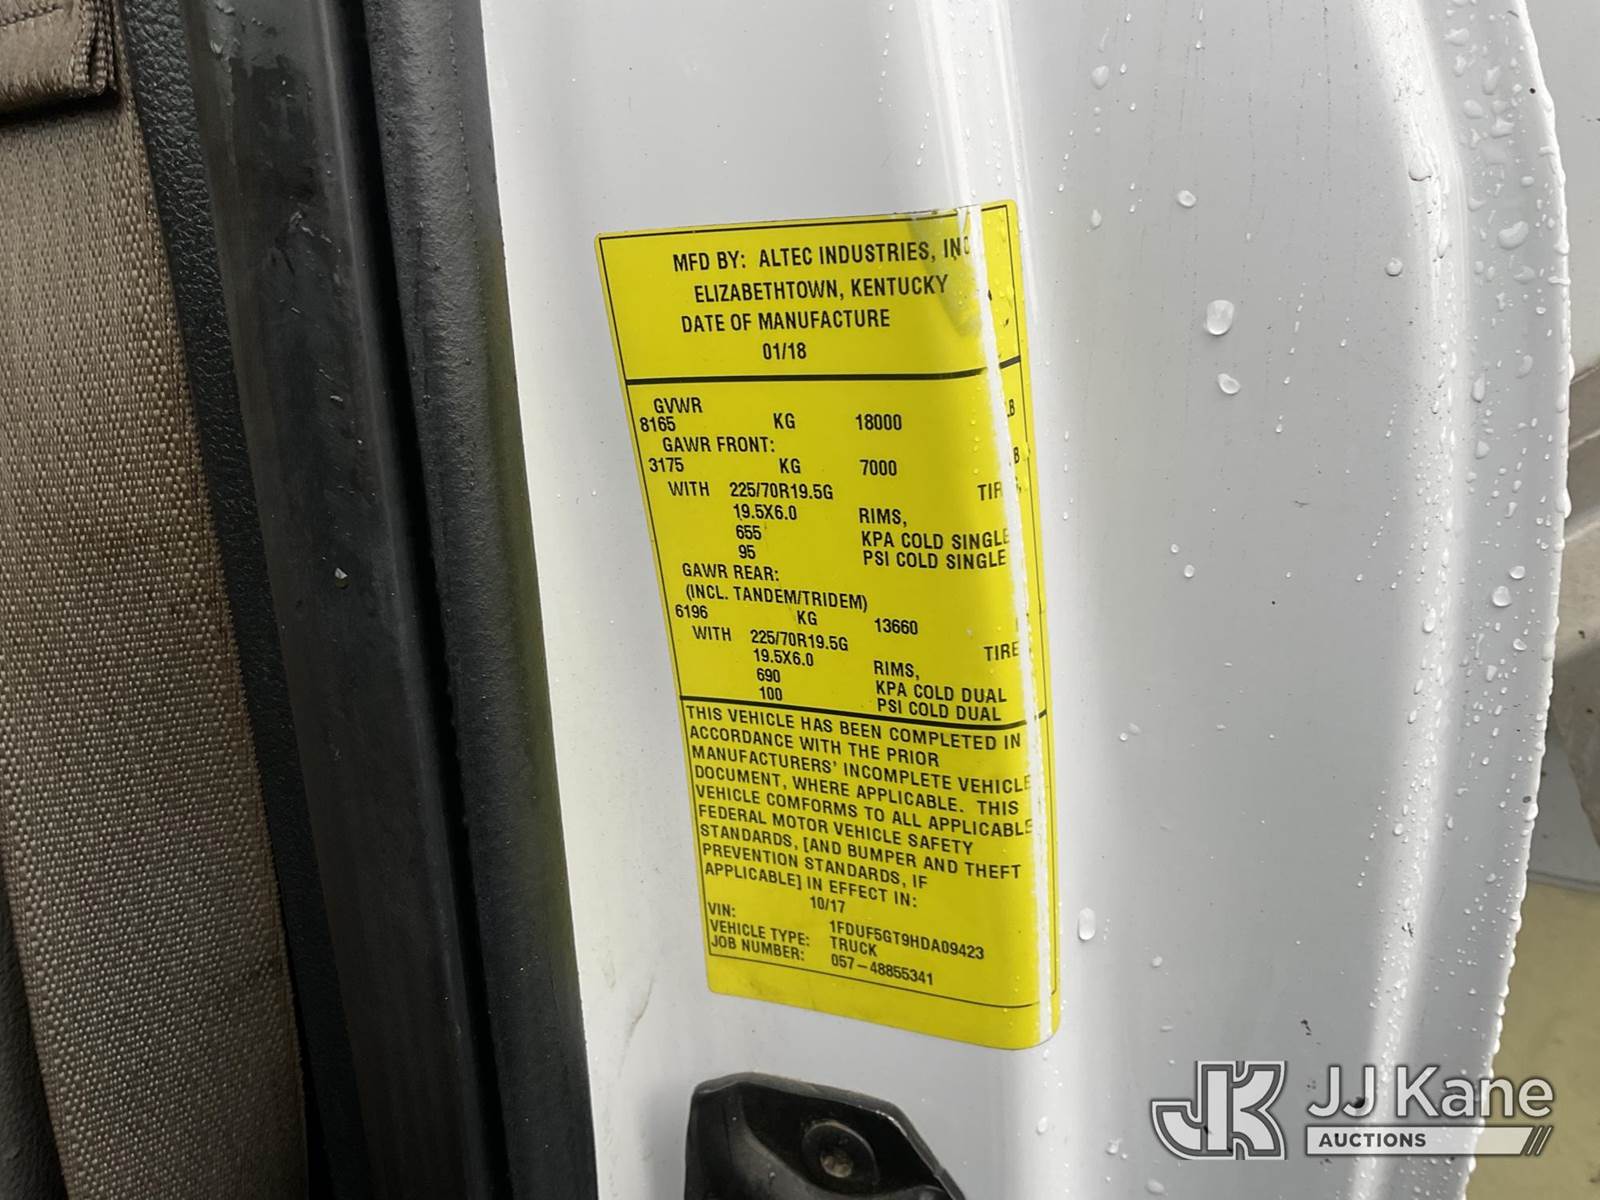 MFD BY: ALTEC INDUSTRIES, INC
ELIZABETHTOWN, KENTUCKY
DATE OF MANUFACTURE
01/18
GVWR
8165 KG 18000 LB
GAWR FRONT:
3175 KG 7000 B
WITH 225/70R19.5G
19.5X6.0 RIMS,
655 KPA COLD SINGLE
95 PSI COLD SINGLE
GAWR REAR:
(INCL. TANDEM/TRIDEM)
6196 KG 13660
WITH 225/70R19.5G TIRE
19.5X6.0 RIMS,
690 KPA COLD DUAL
100 PSI COLD DUAL
THIS VEHICLE HAS BEEN COMPLETED IN
ACCORDANCE WITH THE PRIOR
MANUFACTURERS' INCOMPLETE VEHICLE
DOCUMENT, WHERE APPLICABLE. THIS
VEHICLE COMFORMS TO ALL APPLICABLE
FEDERAL MOTOR VEHICLE SAFETY
STANDARDS, [AND BUMPER AND THEFT
PREVENTION STANDARDS, IF
APPLICABLE] IN EFFECT IN:
10/17
VIN: 1FDUF5GT9HDA09423
VEHICLE TYPE: TRUCK
JOB NUMBER: 057-48855341
JK JJ Kane
AUCTIONS